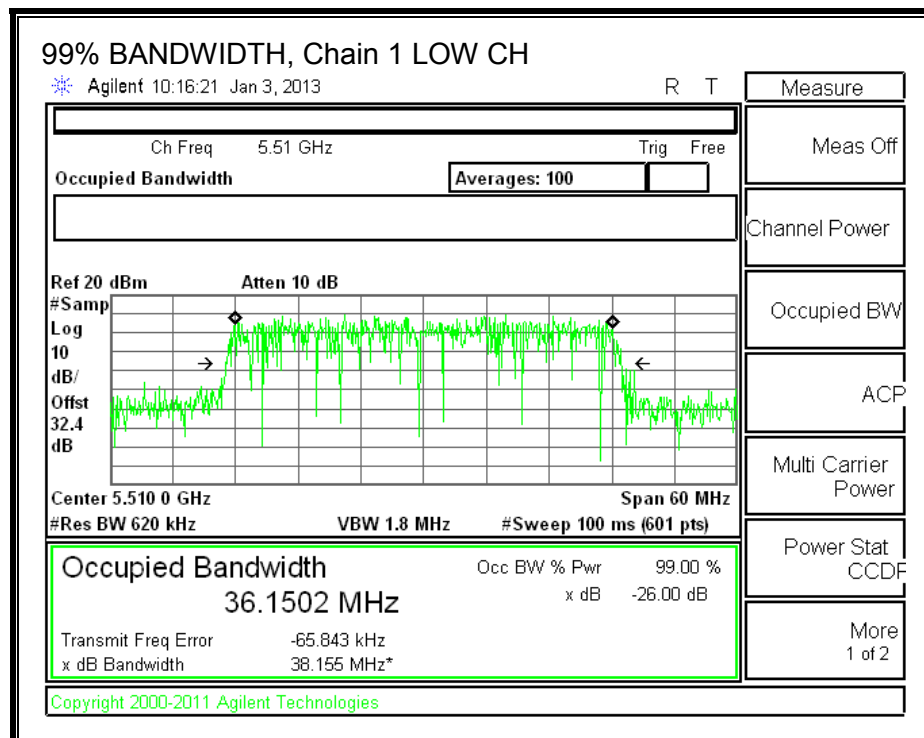 99% BANDWIDTH, Chain 1 LOW CH
Agilent 10:16:21 Jan 3, 2013 R T
Measure
Ch Freq 5.51 GHz Trig Free
Occupied Bandwidth Averages: 100
Meas Off
Channel Power
Occupied BW
ACP
Multi Carrier
Power
Power Stat
CCDF
More
1 of 2
Ref 20 dBm Atten 10 dB
#Samp
Log
10
dB/
Offst
32.4
dB
Center 5.510 0 GHz Span 60 MHz
#Res BW 620 kHz VBW 1.8 MHz #Sweep 100 ms (601 pts)
Occupied Bandwidth Occ BW % Pwr 99.00 %
36.1502 MHz x dB -26.00 dB
Transmit Freq Error -65.843 kHz
x dB Bandwidth 38.155 MHz*
Copyright 2000-2011 Agilent Technologies